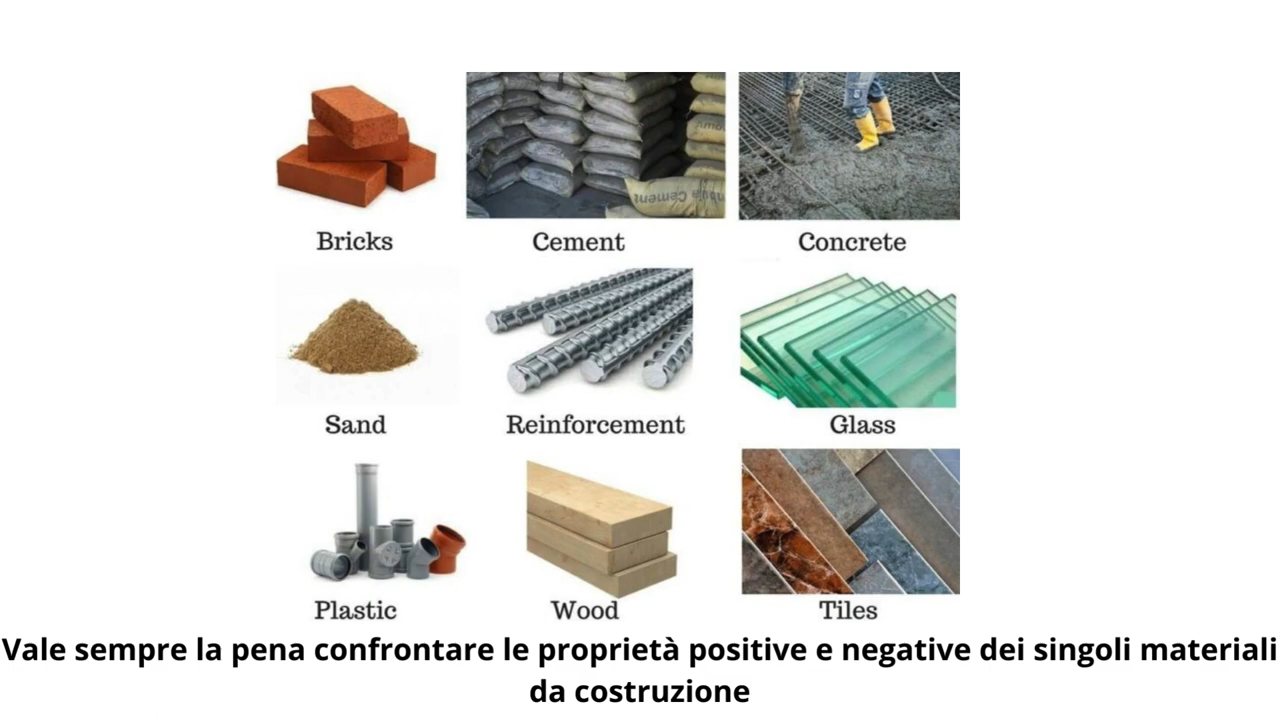 Cement
Bricks
Cement
Concrete
Sand
Reinforcement
Glass
Plastic
Wood
Tiles
Vale sempre la pena confrontare le proprietà positive e negative dei singoli materiali
da costruzione